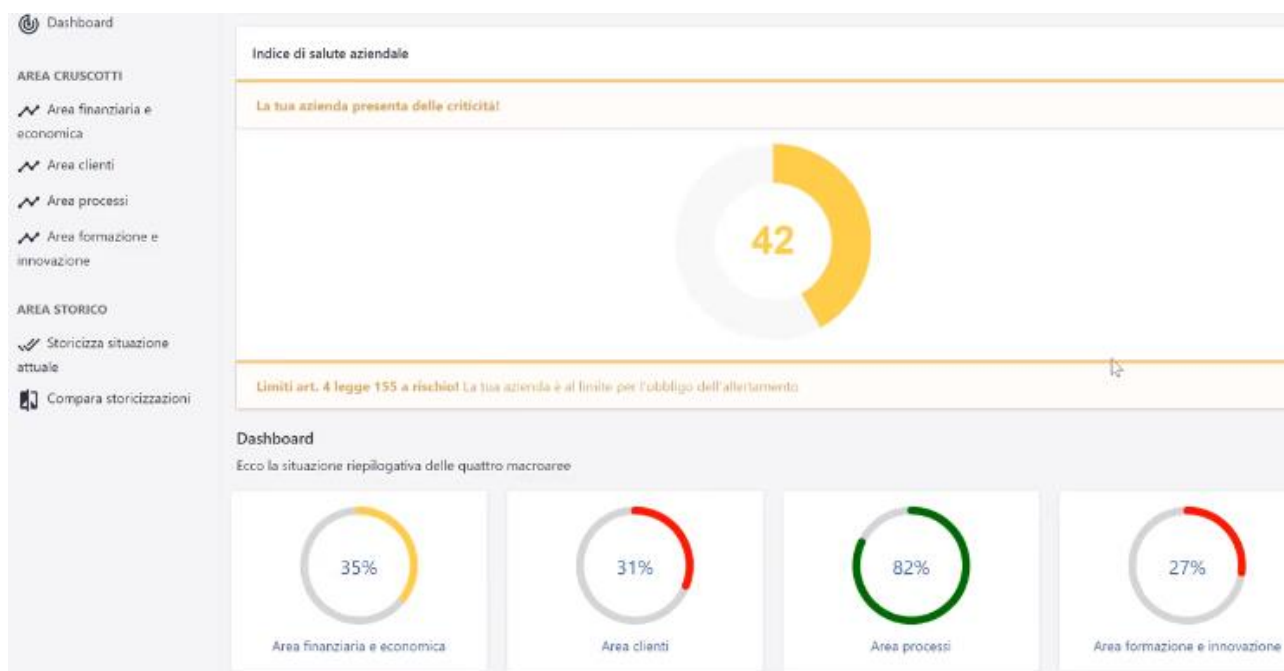 Dashboard
AREA CRUSCOTTI
Area finanziaria e
economica
Area clienti
Area processi
Area formazione e
innovazione
AREA STORICO
Storicizza situazione
attuale
Compara storicizzazioni
Indice di salute aziendale
La tua azienda presenta delle criticità!
42
Limiti art. 4 legge 155 a rischio! La tua azienda è al limite per l'obbligo dell'allertamento
Dashboard
Ecco la situazione riepilogativa delle quattro macroaree
35%
Area finanziaria e economica
31%
Area clienti
82%
Area processi
27%
Area formazione e innovazione